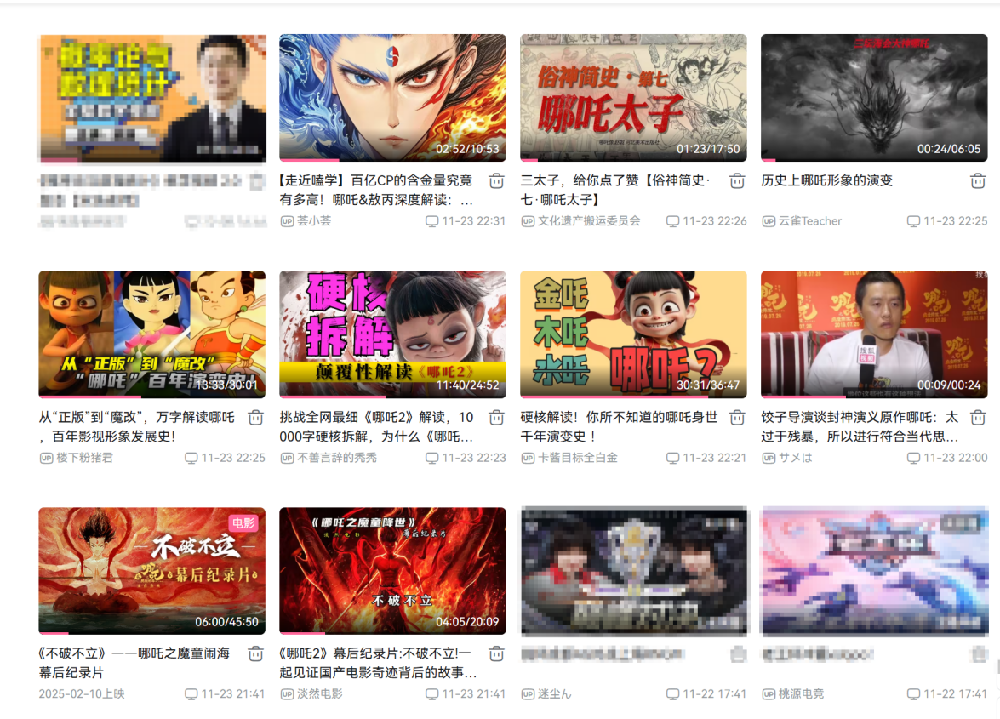 02:52/10:53
俗神简史·第七
哪吒太子
01:23/17:50
三坛海会大神哪吒
00:24/06:05
【走近嗑学】百亿CP的含金量究竟
有多高！哪吒&敖丙深度解读：…
UP 荟小荟
11-23 22:31
三太子，给你点了赞【俗神简史·
七·哪吒太子】
UP 文化遗产搬运委员会
11-23 22:26
历史上哪吒形象的演变
UP 云雀Teacher
11-23 22:25
从“正版”到“魔改”
“哪吒”百年演变史！
13:33/30:01
硬核
拆解
颠覆性解读《哪吒2》
11:40/24:52
金吒
木吒
水吒
哪吒？
30:31/36:47
搜狐
00:09/00:24
从“正版”到“魔改”，万字解读哪吒
，百年影视形象发展史！
UP 楼下粉猪君
11-23 22:25
挑战全网最细《哪吒2》解读，10
000字硬核拆解，为什么《哪吒…
UP 不善言辞的秃秃
11-23 22:23
硬核解读！你所不知道的哪吒身世
千年演变史 ！
UP 卡酱目标全白金
11-23 22:21
饺子导演谈封神演义原作哪吒：太
过于残暴，所以进行符合当代思…
UP サメは
11-23 22:00
电影
不破不立
哪吒
幕后纪录片
06:00/45:50
《哪吒之魔童降世》
幕后纪录片
不破不立
04:05/20:09
《不破不立》——哪吒之魔童闹海
幕后纪录片
2025-02-10上映
11-23 21:41
《哪吒2》幕后纪录片:不破不立!一
起见证国产电影奇迹背后的故事…
UP 淡然电影
11-23 21:41
UP 迷尘ん
11-22 17:41
UP 桃源电竞
11-22 17:41